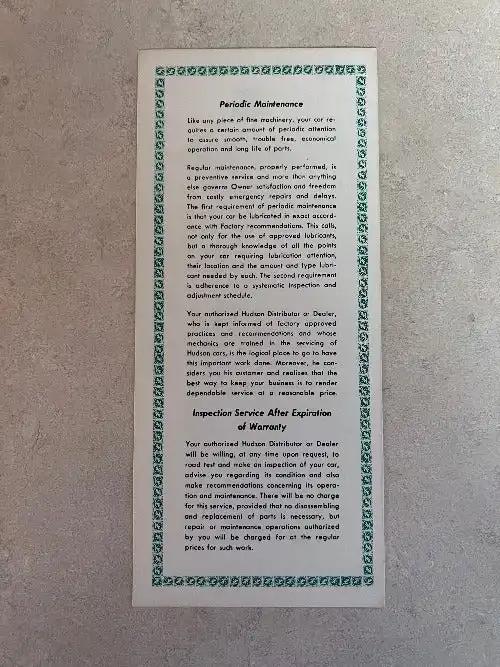 Periodic Maintenance
Like any piece of fine machinery, your car re-
quires a certain amount of periodic attention
to assure smooth, trouble free, economical
operation and long life of parts.
Regular maintenance, properly performed, is
a preventive service and more than anything
else governs Owner satisfaction and freedom
from costly emergency repairs and delays.
The first requirement of periodic maintenance
is that your car be lubricated in exact accord-
ance with Factory recommendations. This calls,
not only for the use of approved lubricants,
but a thorough knowledge of all the points
on your car requiring lubrication attention,
their location and the amount and type lubri-
cant needed by each. The second requirement
is adherence to a systematic inspection and
adjustment schedule.
Your authorized Hudson Distributor or Dealer,
who is kept informed of factory approved
practices and recommendations and whose
mechanics are trained in the servicing of
Hudson cars, is the logical place to go to have
this important work done. Moreover, he con-
siders you his customer and realizes that the
best way to keep your business is to render
dependable service at a reasonable price.
Inspection Service After Expiration
of Warranty
Your authorized Hudson Distributor or Dealer
will be willing, at any time upon request, to
road test and make an inspection of your car,
advise you regarding its condition and also
make recommendations concerning its opera-
tion and maintenance. There will be no charge
for this service, provided that no disassembling
and replacement of parts is necessary, but
repair or maintenance operations authorized
by you will be charged for at the regular
prices for such work.